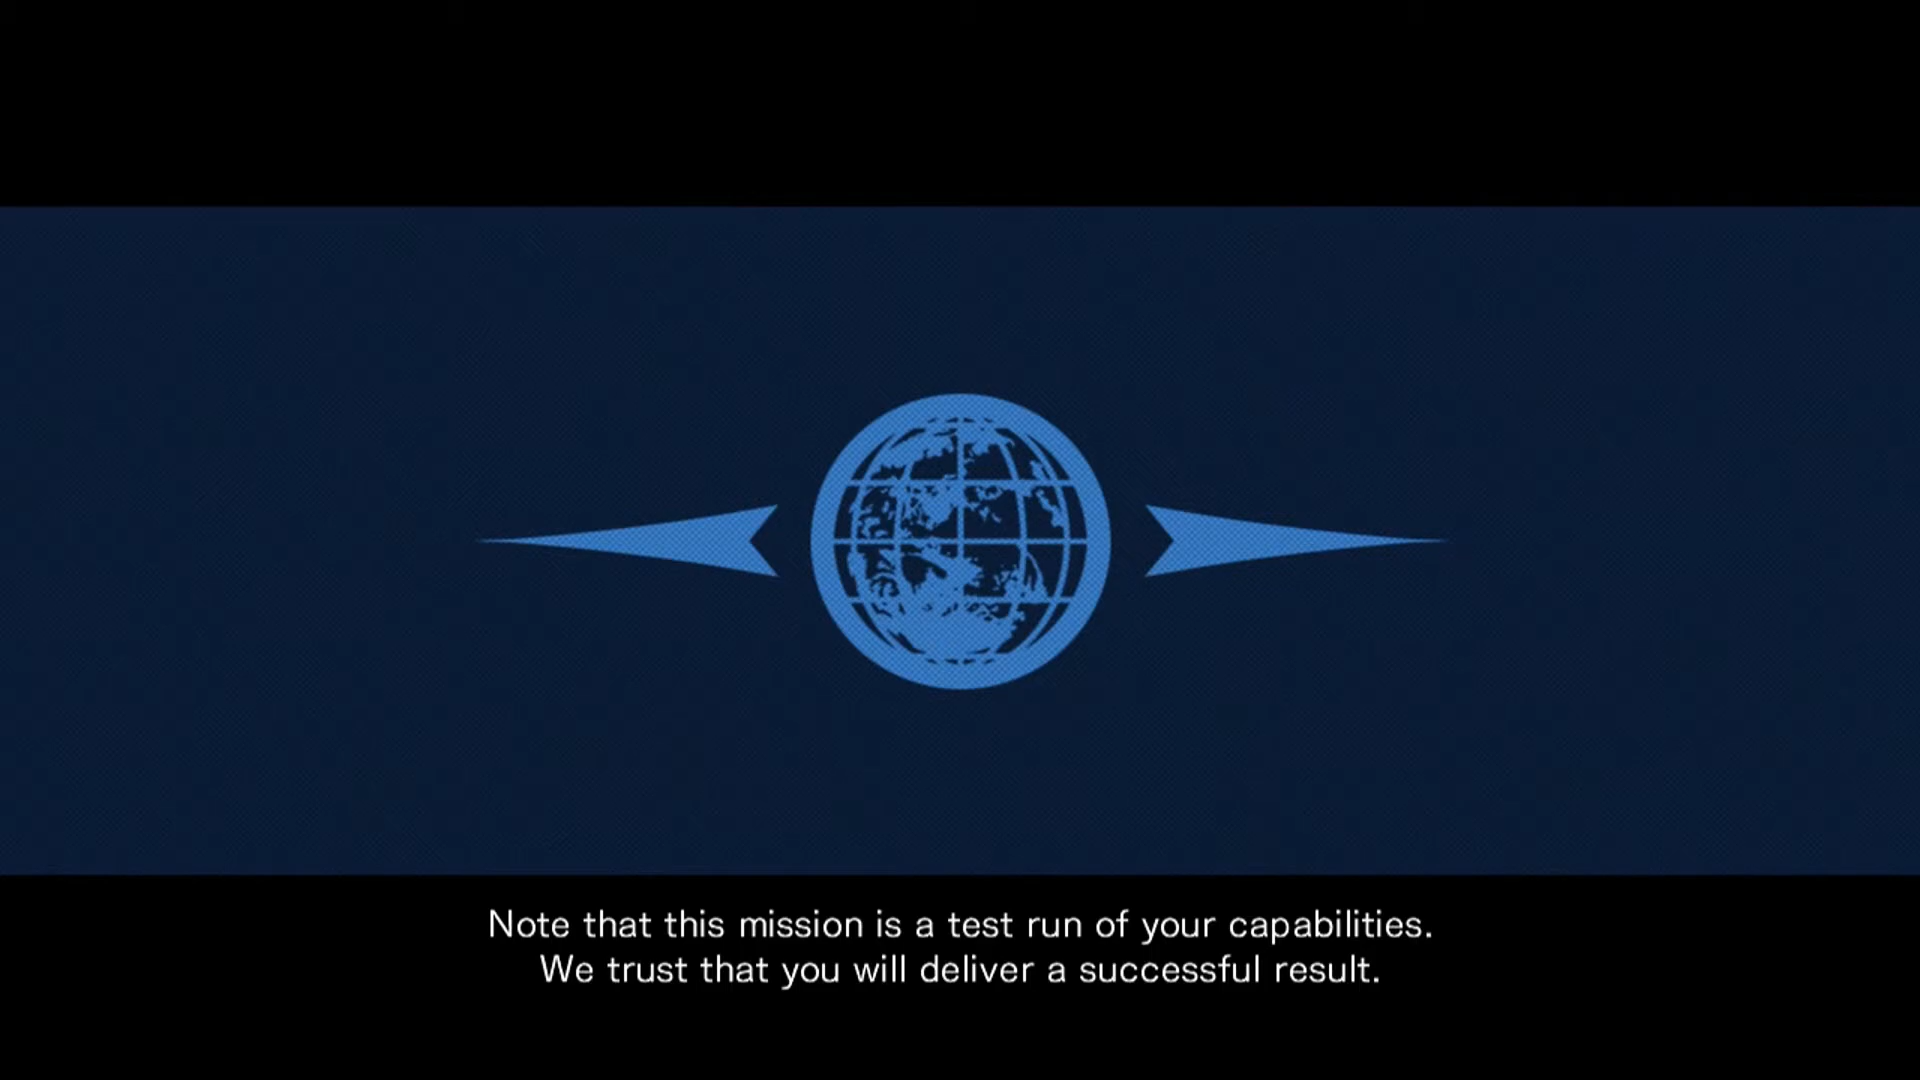 Note that this mission is a test run of your capabilities.
We trust that you will deliver a successful result.